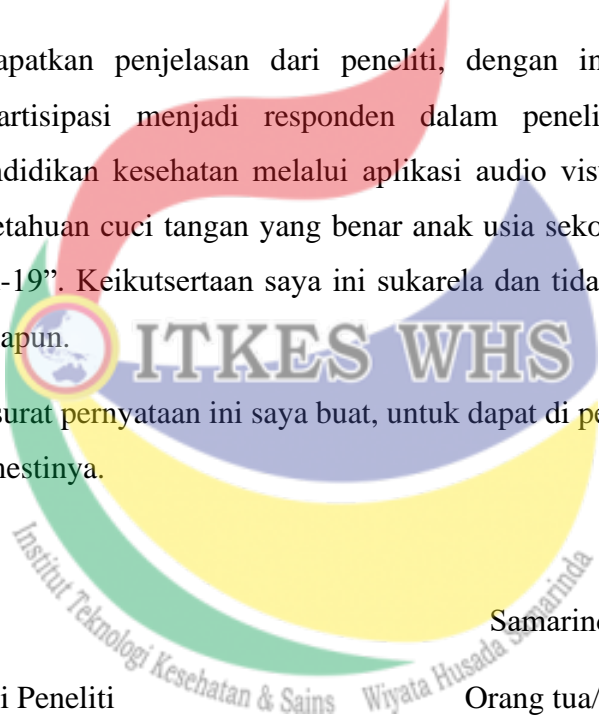 apatkan penjelasan dari peneliti, dengan in
artisipasi menjadi responden dalam peneli
ndidikan kesehatan melalui aplikasi audio vis
etahuan cuci tangan yang benar anak usia seko
-19”. Keikutsertaan saya ini sukarela dan tida
apun.
ITKES WHS
surat pernyataan ini saya buat, untuk dapat di pe
nestinya.
Samarind
Institut Teknologi Kesehatan & Sains Wiyata Husada Samarinda
i Peneliti Orang tua/